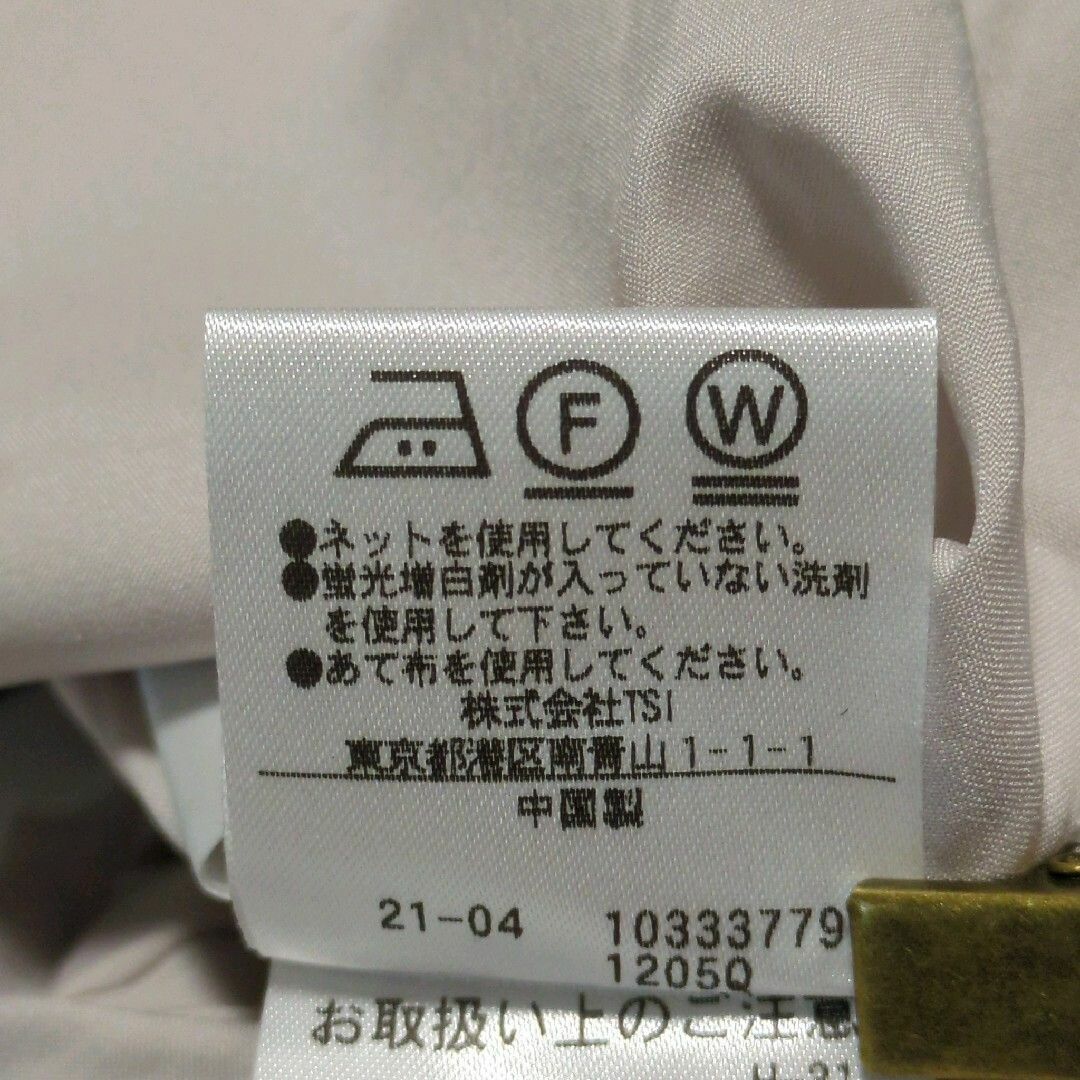 F W
●ネットを使用してください。
●蛍光増白剤が入っていない洗剤
を使用して下さい。
●あて布を使用してください。
株式会社TSI
東京都港区南青山1-1-1
中国製
21-04 10333779
1205Q
お取扱い上のご注意